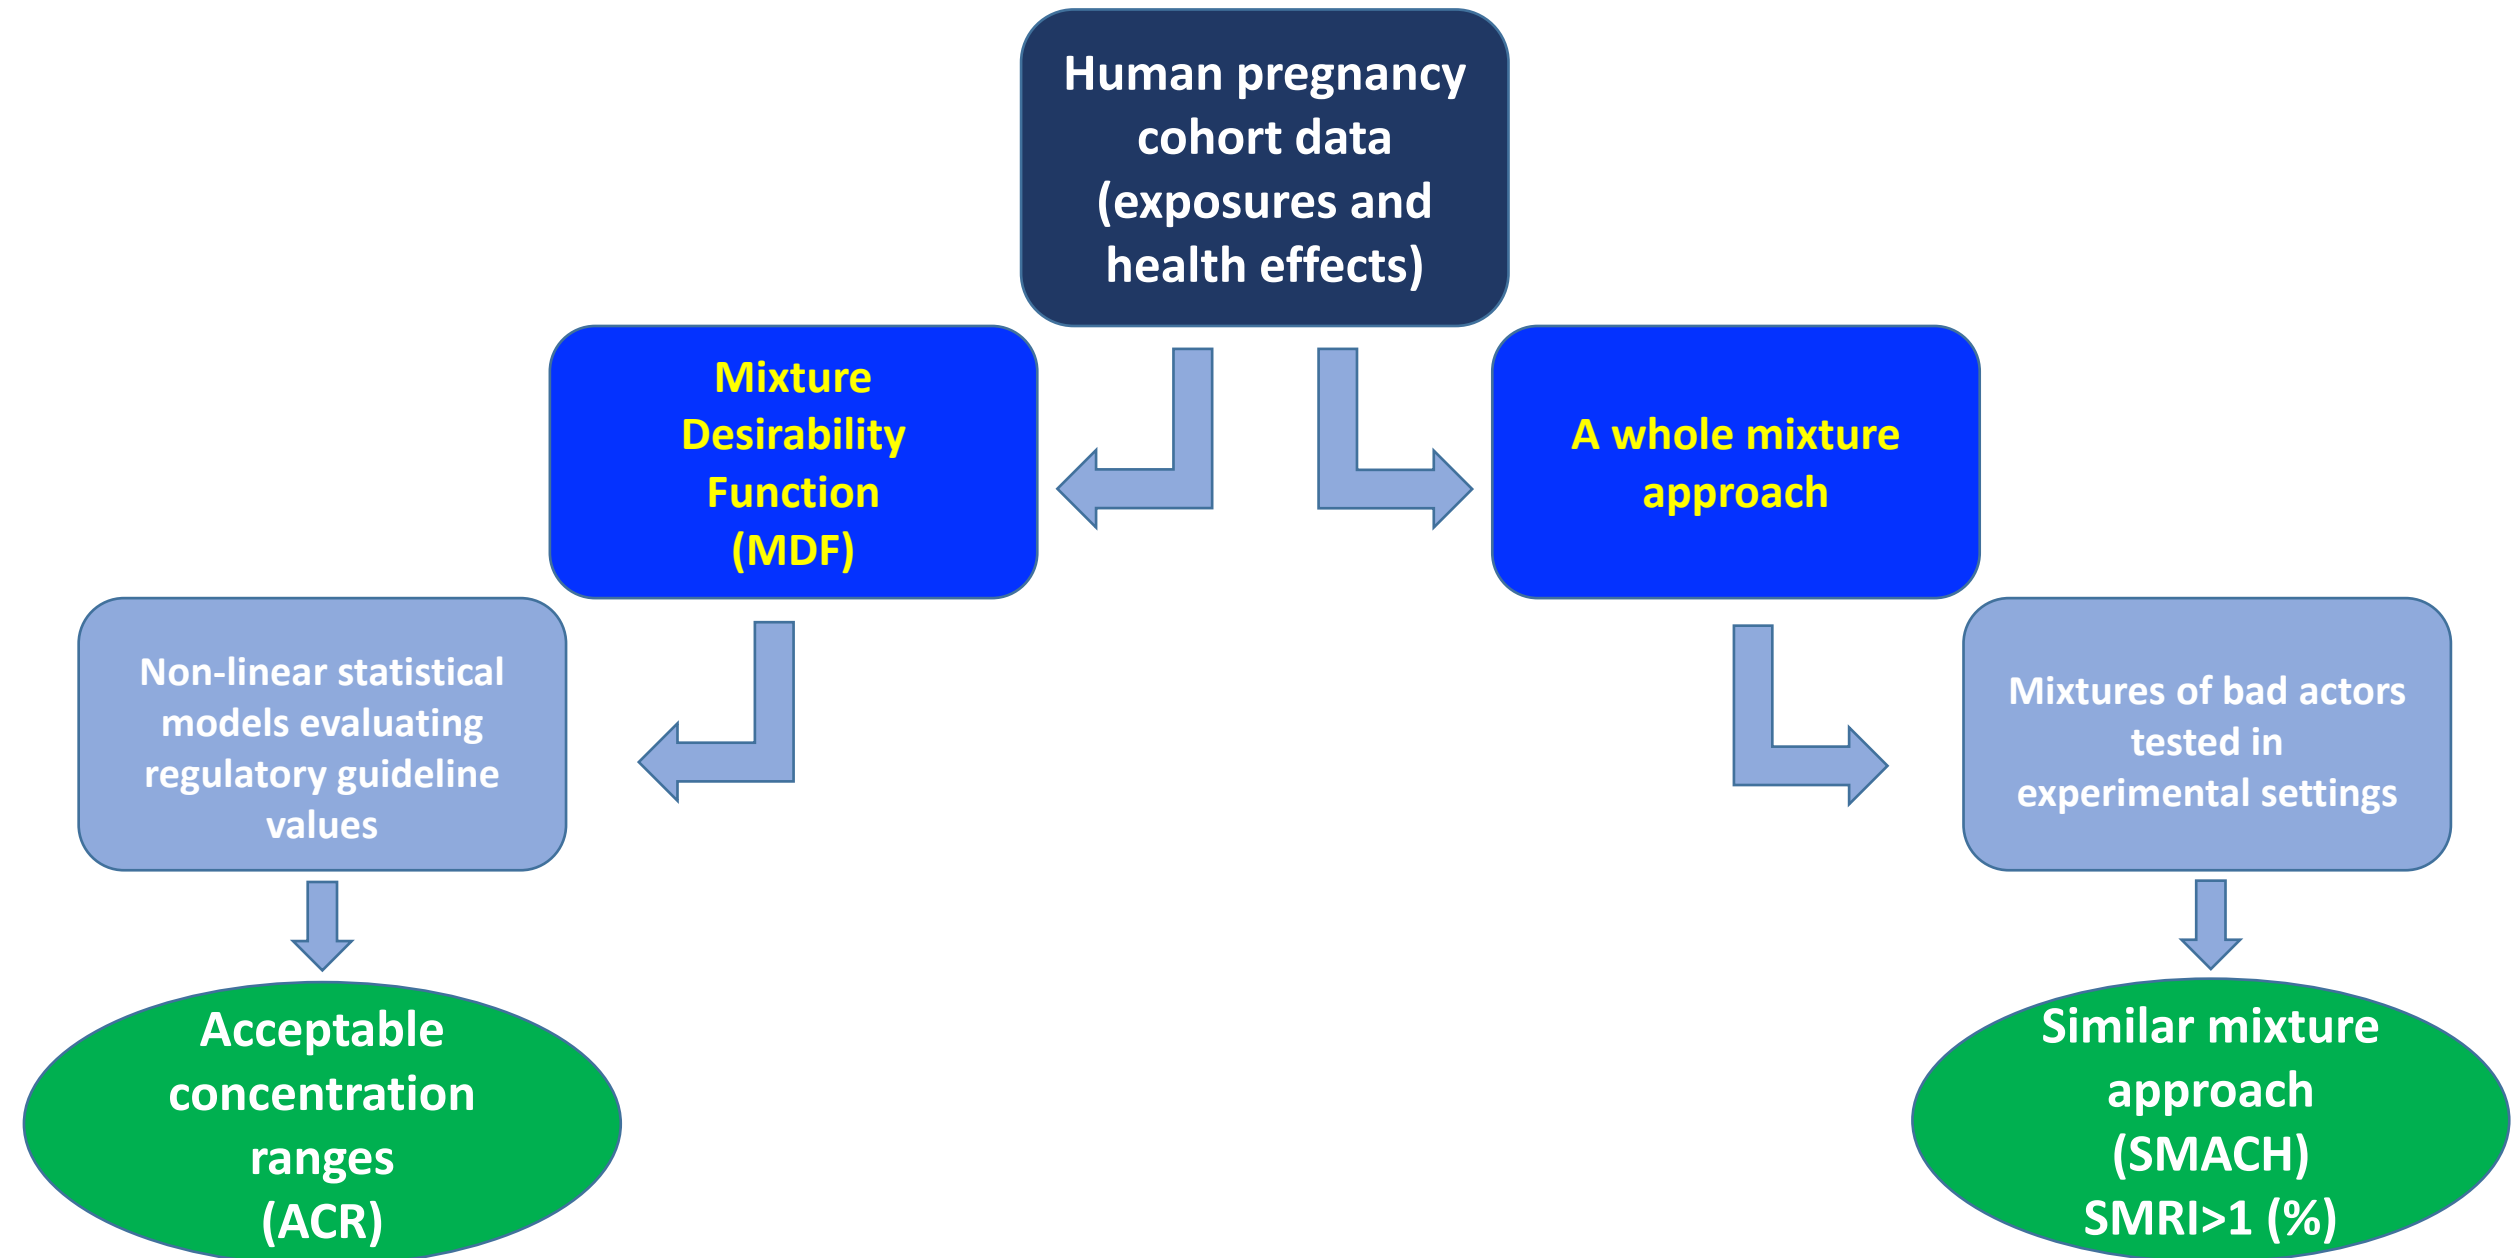 Human pregnancy
cohort data
(exposures and
health effects)
Mixture
Desirability
Function
(MDF)
A whole mixture
approach
Non-linear statistical
models evaluating
regulatory guideline
values
Mixtures of bad actors
tested in
experimental settings
Acceptable
concentration
ranges
(ACR)
Similar mixture
approach
(SMACH)
SMRI>1 (%)